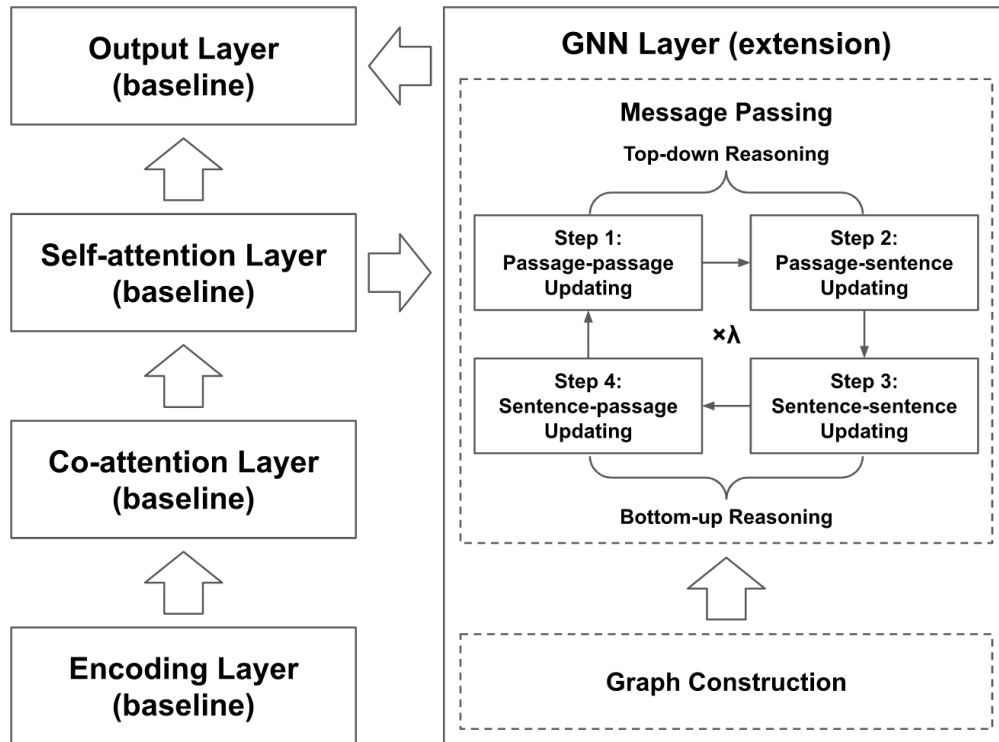 Output Layer
(baseline)
Self-attention Layer
(baseline)
Co-attention Layer
(baseline)
Encoding Layer
(baseline)
GNN Layer (extension)
Message Passing
Top-down Reasoning
Step 1:
Passage-passage
Updating
Step 2:
Passage-sentence
Updating
×λ
Step 4:
Sentence-passage
Updating
Step 3:
Sentence-sentence
Updating
Bottom-up Reasoning
Graph Construction